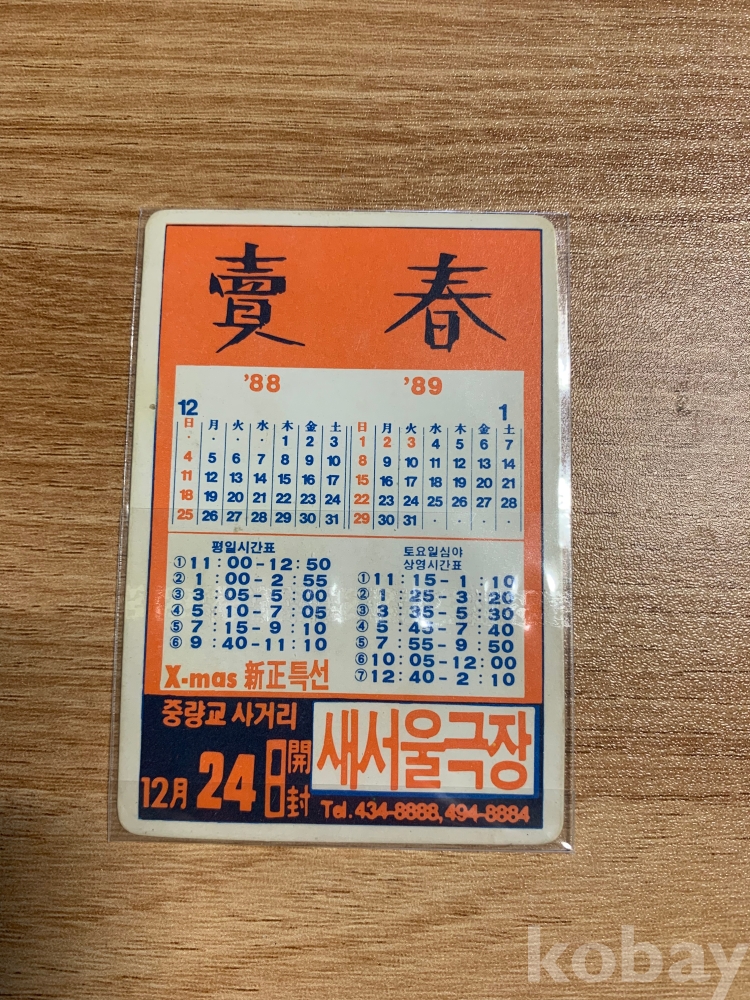 賣春
'88 '89
12 1
日 月 火 水 木 金 土 日 月 火 水 木 金 土
· · · · 1 2 3 1 2 3 4 5 6 7
4 5 6 7 8 9 10 8 9 10 11 12 13 14
11 12 13 14 15 16 17 15 16 17 18 19 20 21
18 19 20 21 22 23 24 22 23 24 25 26 27 28
25 26 27 28 29 30 31 29 30 31 · · · ·
평일시간표
①11:00-12:50
②1:00-2:55
③3:05-5:00
④5:10-7:05
⑤7:15-9:10
⑥9:40-11:10
토요일심야
상영시간표
①11:15-1:10
②1:25-3:20
③3:35-5:30
④5:45-7:40
⑤7:55-9:50
⑥10:05-12:00
⑦12:40-2:10
X-mas 新正특선
중랑교 사거리
12月 24日 開封
새서울극장
Tel. 434-8888, 494-8884
kobay